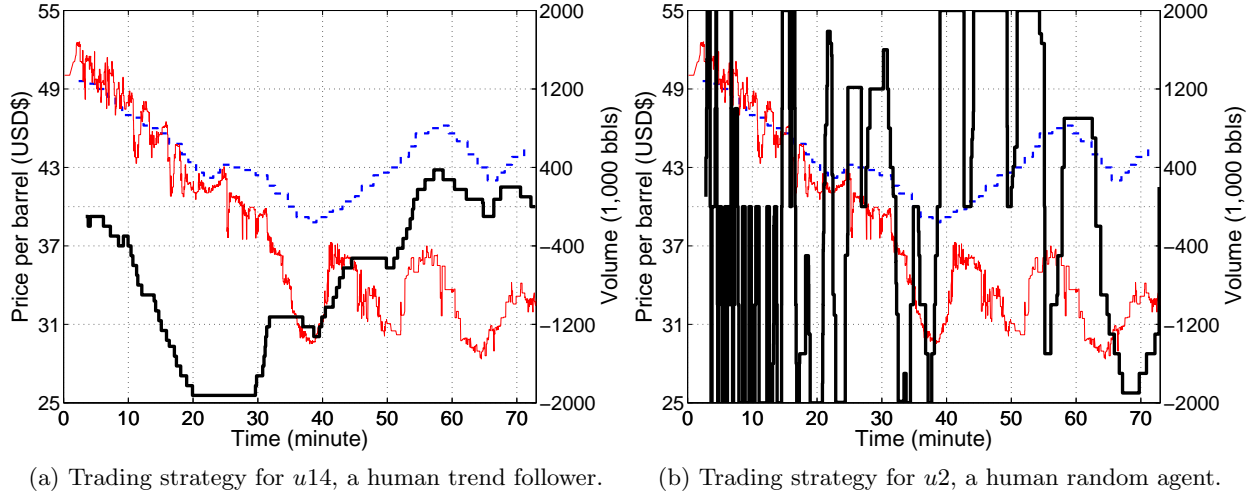 55
49
43
37
31
25
Price per barrel (USD$)
2000
1200
400
−400
−1200
−2000
Volume (1,000 bbls)
0 10 20 30 40 50 60 70
Time (minute)
55
49
43
37
31
25
Price per barrel (USD$)
2000
1200
400
−400
−1200
−2000
Volume (1,000 bbls)
0 10 20 30 40 50 60 70
Time (minute)
(a) Trading strategy for u14, a human trend follower.
(b) Trading strategy for u2, a human random agent.